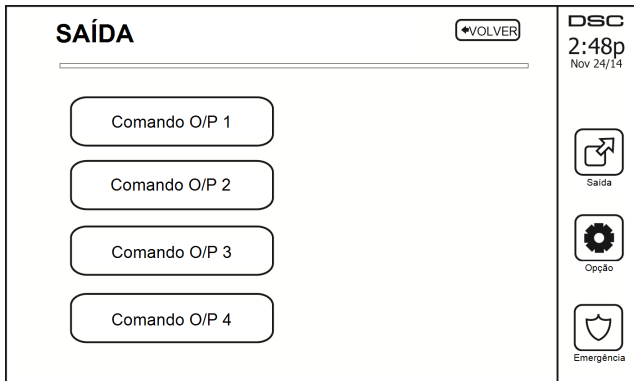 SAÍDA
VOLVER
Comando O/P 1
Comando O/P 2
Comando O/P 3
Comando O/P 4
DSC
2:48p
Nov 24/14
Saída
Opção
Emergência